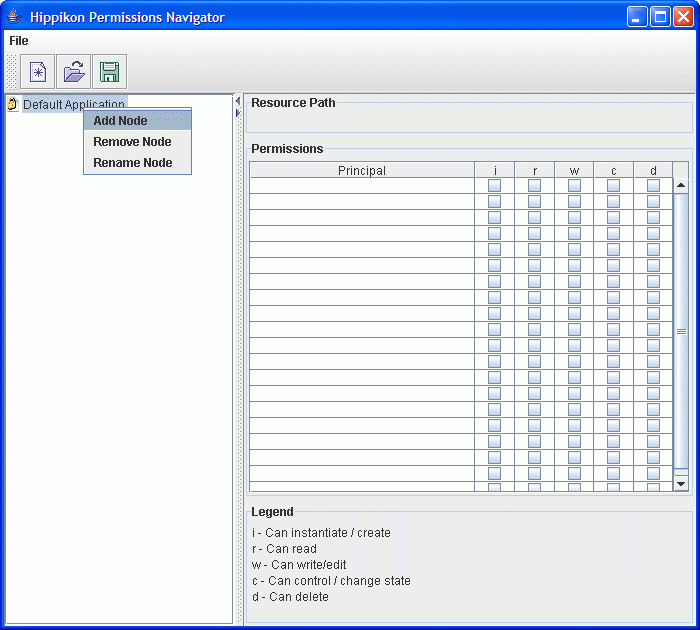 Hippikon Permissions Navigator
File
Default Application
Add Node
Remove Node
Rename Node
Resource Path
Permissions
Principal i r w c d
Legend
i - Can instantiate / create
r - Can read
w - Can write/edit
c - Can control / change state
d - Can delete